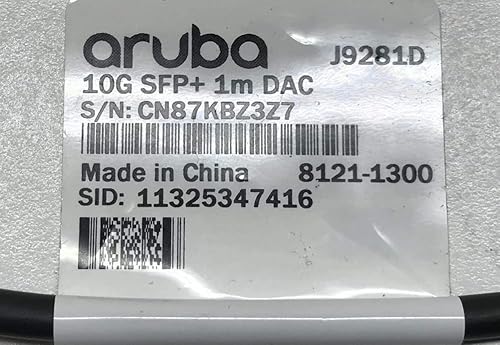 aruba J9281D
10G SFP+ 1m DAC
S/N: CN87KBZ3Z7
Made in China 8121-1300
SID: 11325347416